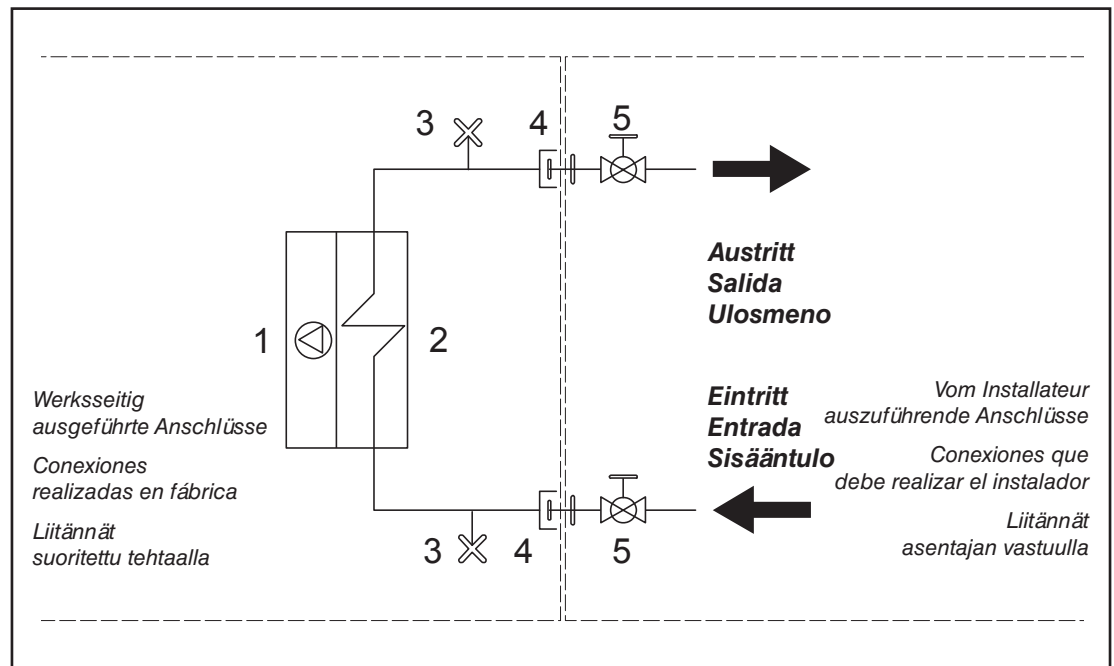 3
4
5
Austritt
Salida
Ulosmeno
1
2
Werksseitig
ausgeführte Anschlüsse
Conexiones
realizadas en fábrica
Liitännät
suoritettu tehtaalla
Eintritt
Entrada
Sisääntulo
Vom Installateur
auszuführende Anschlüsse
Conexiones que
debe realizar el instalador
Liitännät
asentajan vastuulla
3
4
5